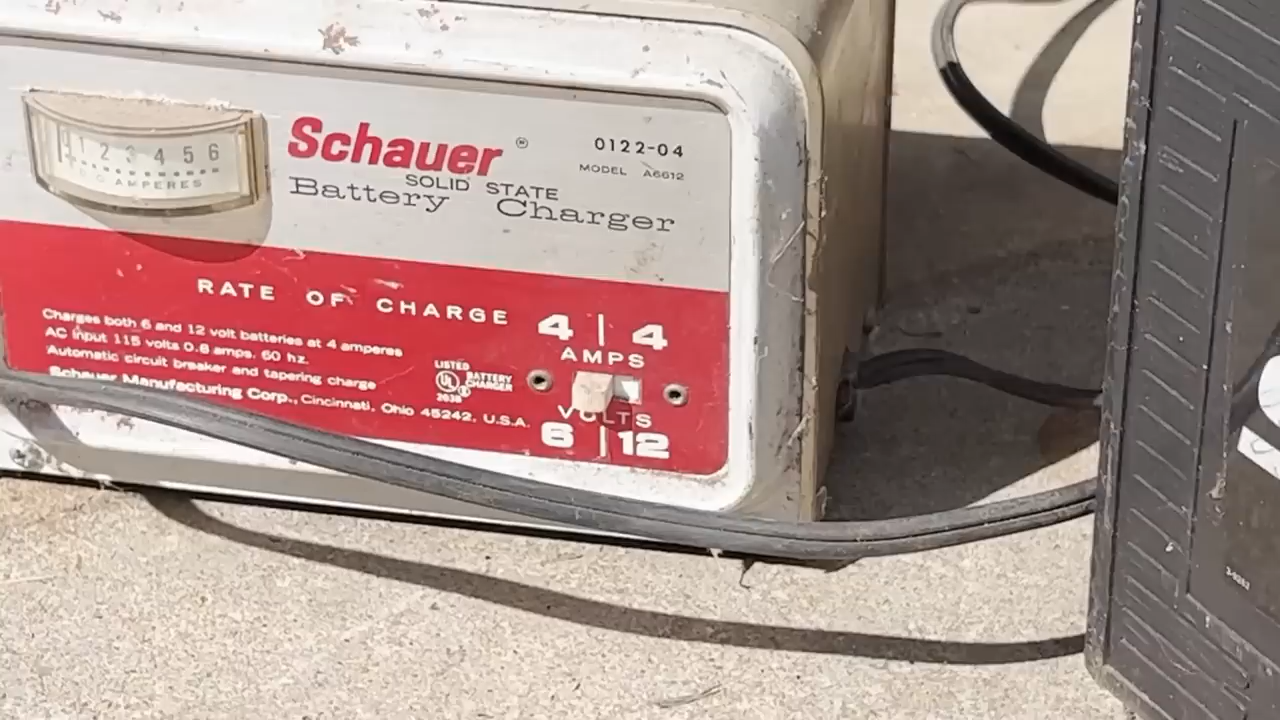 1 2 3 4 5 6
D C AMPERES
Schauer ®
SOLID STATE
Battery Charger
0122-04
MODEL A6612
RATE OF CHARGE
Charges both 6 and 12 volt batteries at 4 amperes
AC input 115 volts 0.8 amps. 60 hz.
Automatic circuit breaker and tapering charge
Schauer Manufacturing Corp., Cincinnati, Ohio 45242, U.S.A.
LISTED
UL BATTERY
CHARGER
203B
4 | 4
AMPS
VOLTS
6 | 12